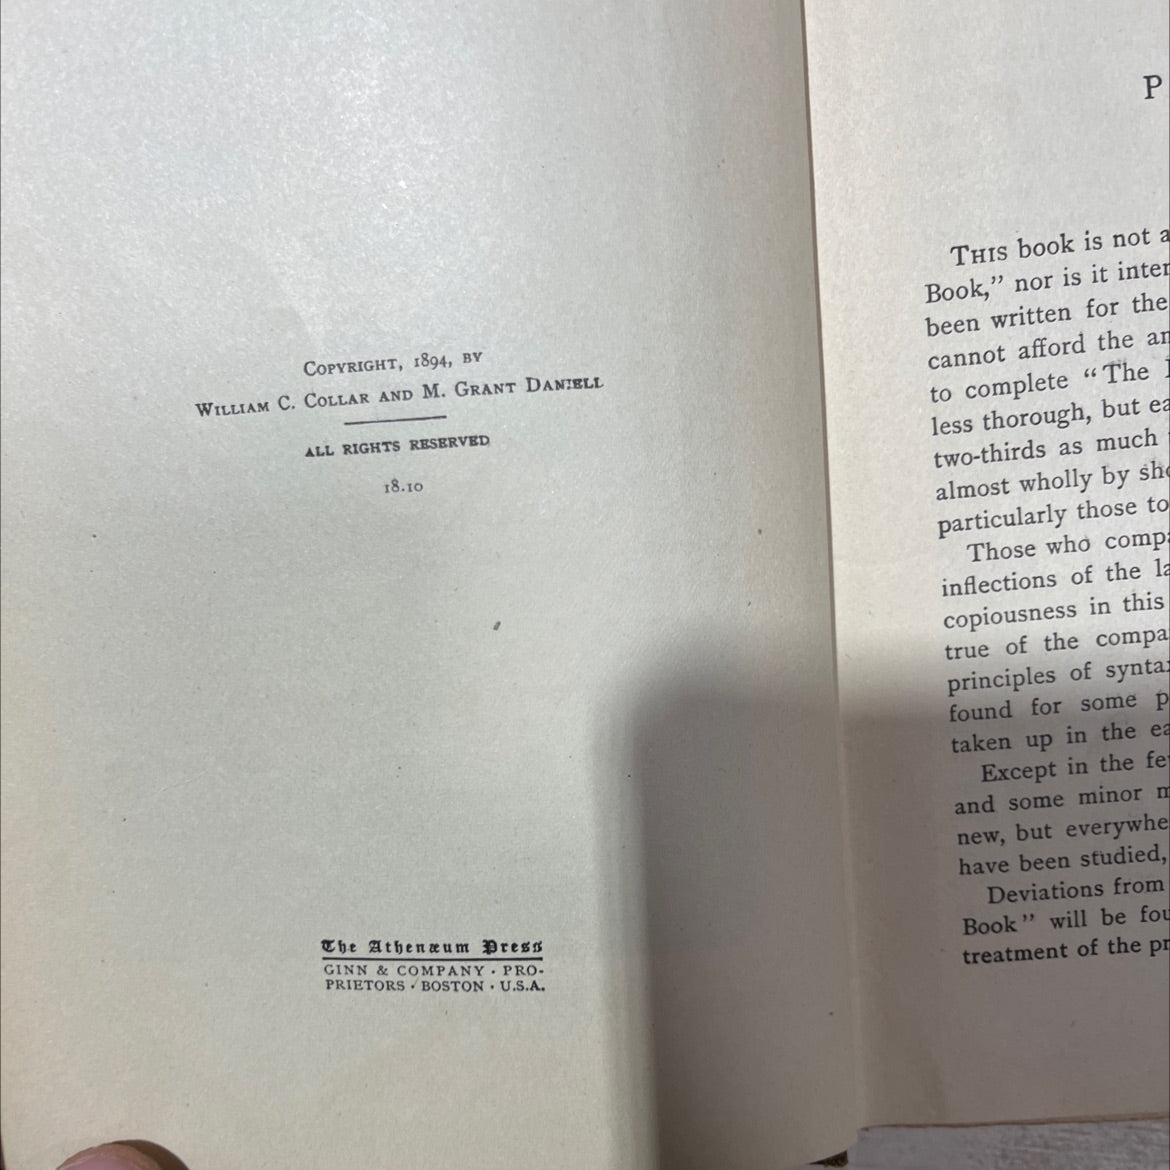 COPYRIGHT, 1894, BY
WILLIAM C. COLLAR AND M. GRANT DANIELL
ALL RIGHTS RESERVED
18.10
The Athenæum Press
GINN & COMPANY · PRO-
PRIETORS · BOSTON · U.S.A.
P
THIS book is not a
Book,” nor is it inter
been written for the
cannot afford the am
to complete “The
less thorough, but ea
two-thirds as much
almost wholly by sho
particularly those to
Those who compa
inflections of the la
copiousness in this
true of the compa
principles of syntax
found for some p
taken up in the ea
Except in the fe
and some minor m
new, but everywhe
have been studied,
Deviations from
Book” will be fou
treatment of the pr